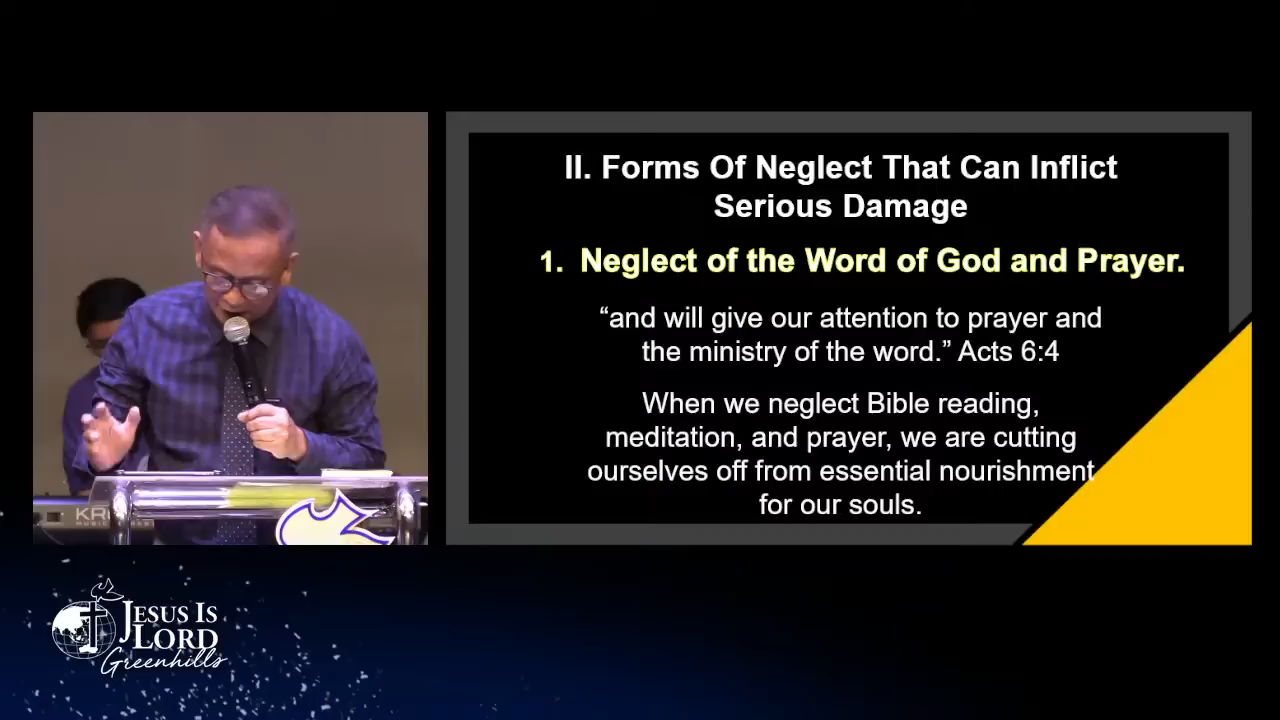 II. Forms Of Neglect That Can Inflict
Serious Damage
1. Neglect of the Word of God and Prayer.
“and will give our attention to prayer and
the ministry of the word.” Acts 6:4
When we neglect Bible reading,
meditation, and prayer, we are cutting
ourselves off from essential nourishment
for our souls.
JESUS IS
LORD
Greenhills